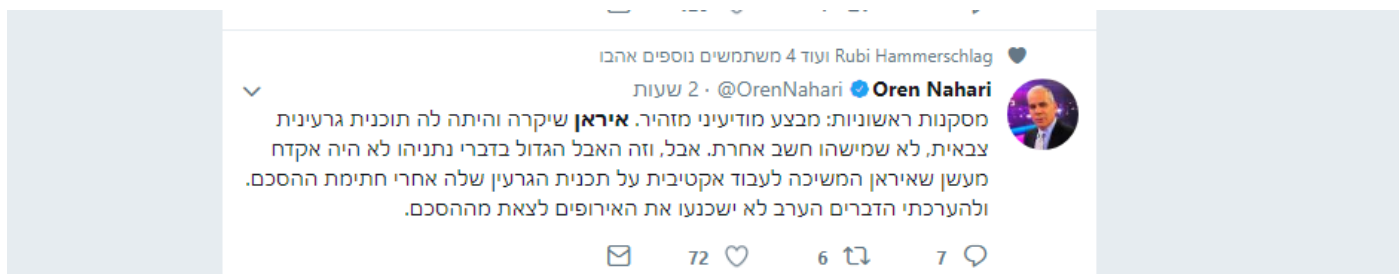 Rubi Hammerschlag ועוד 4 משתמשים נוספים אהבו
Oren Nahari @OrenNahari · 2 שעות
מסקנות ראשוניות: מבצע מודיעיני מזהיר. איראן שיקרה והיתה לה תוכנית גרעינית
צבאית, לא שמישהו חשב אחרת. אבל, וזה האבל הגדול בדברי נתניהו לא היה אקדח
מעשן שאיראן המשיכה לעבוד אקטיבית על תכנית הגרעין שלה אחרי חתימת ההסכם.
ולהערכתי הדברים הערב לא ישכנעו את האירופים לצאת מההסכם.
7 6 72